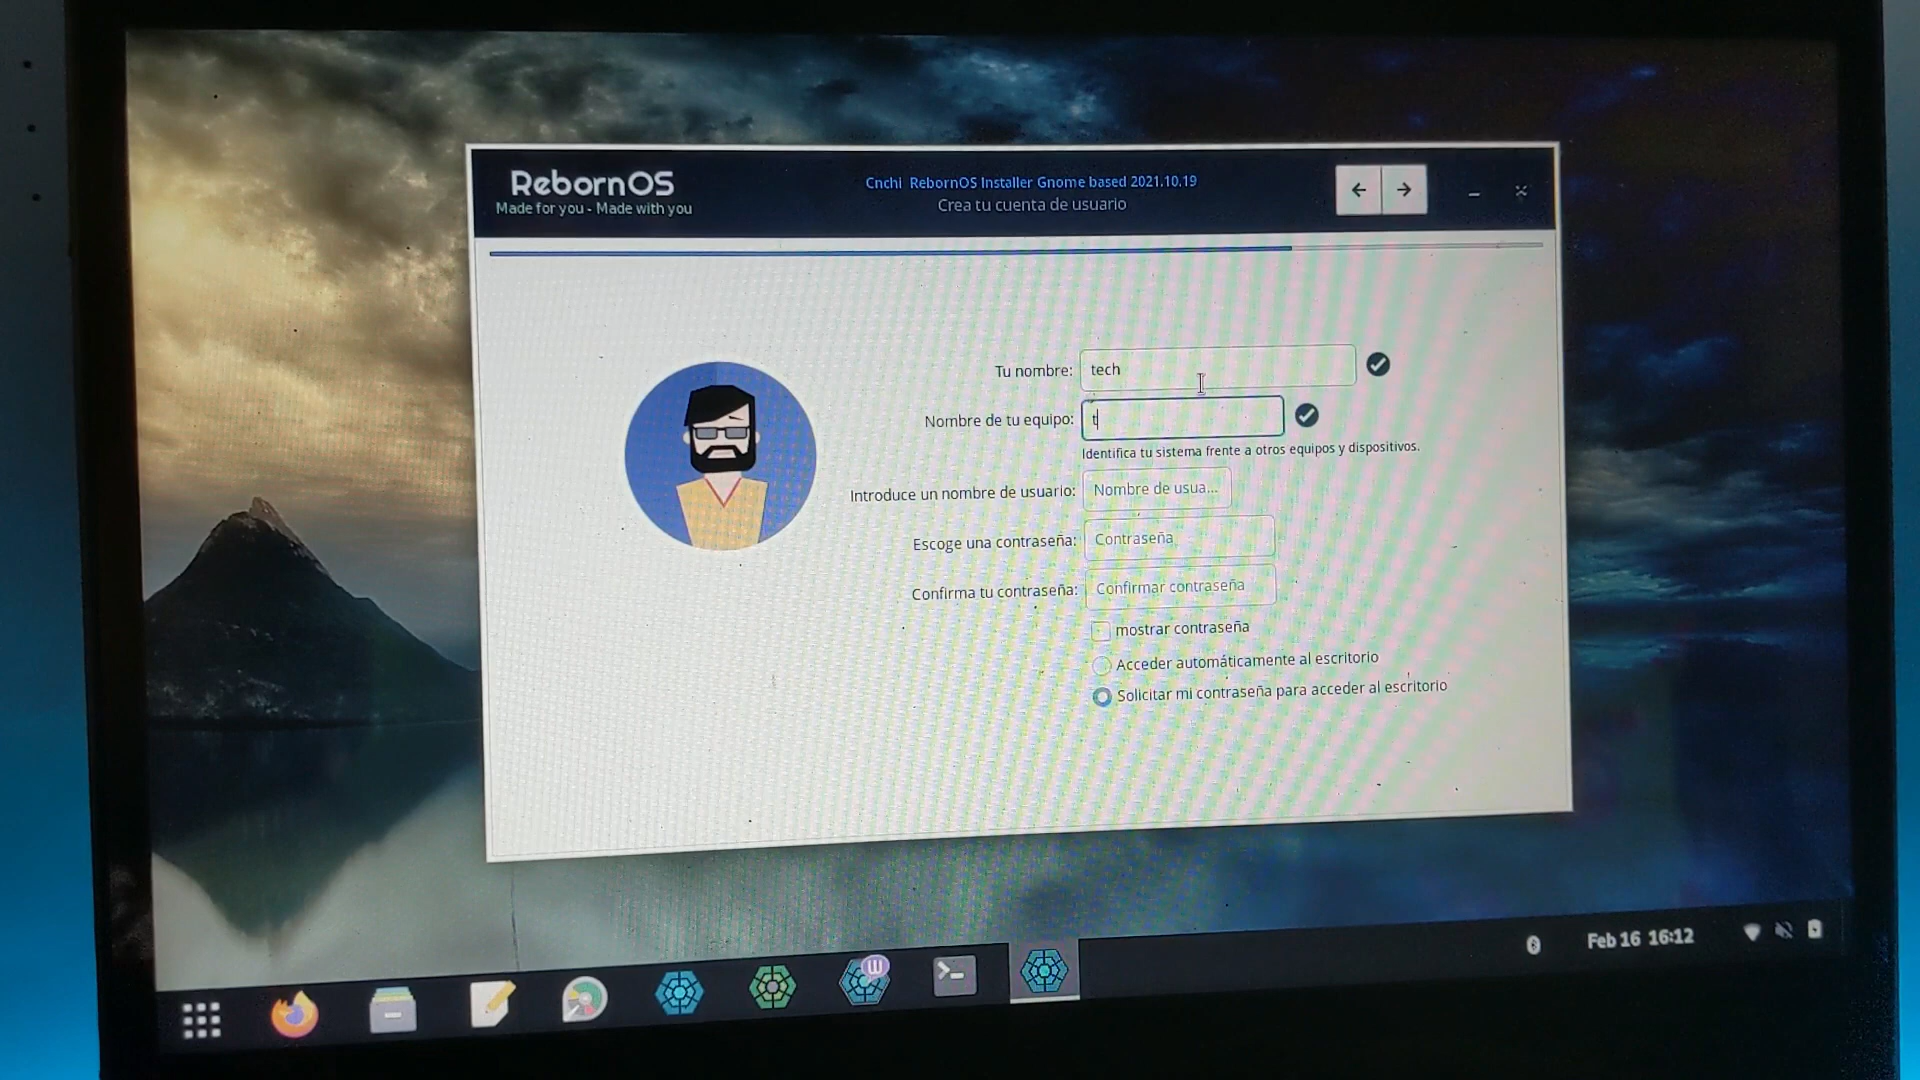 RebornOS
Made for you - Made with you
Cnchi RebornOS Installer Gnome based 2021.10.19
Crea tu cuenta de usuario
Tu nombre: tech
Nombre de tu equipo: t
Identifica tu sistema frente a otros equipos y dispositivos.
Introduce un nombre de usuario: Nombre de usua...
Escoge una contraseña: Contraseña
Confirma tu contraseña: Confirmar contraseña
mostrar contraseña
Acceder automáticamente al escritorio
Solicitar mi contraseña para acceder al escritorio
W
Feb 16 16:12